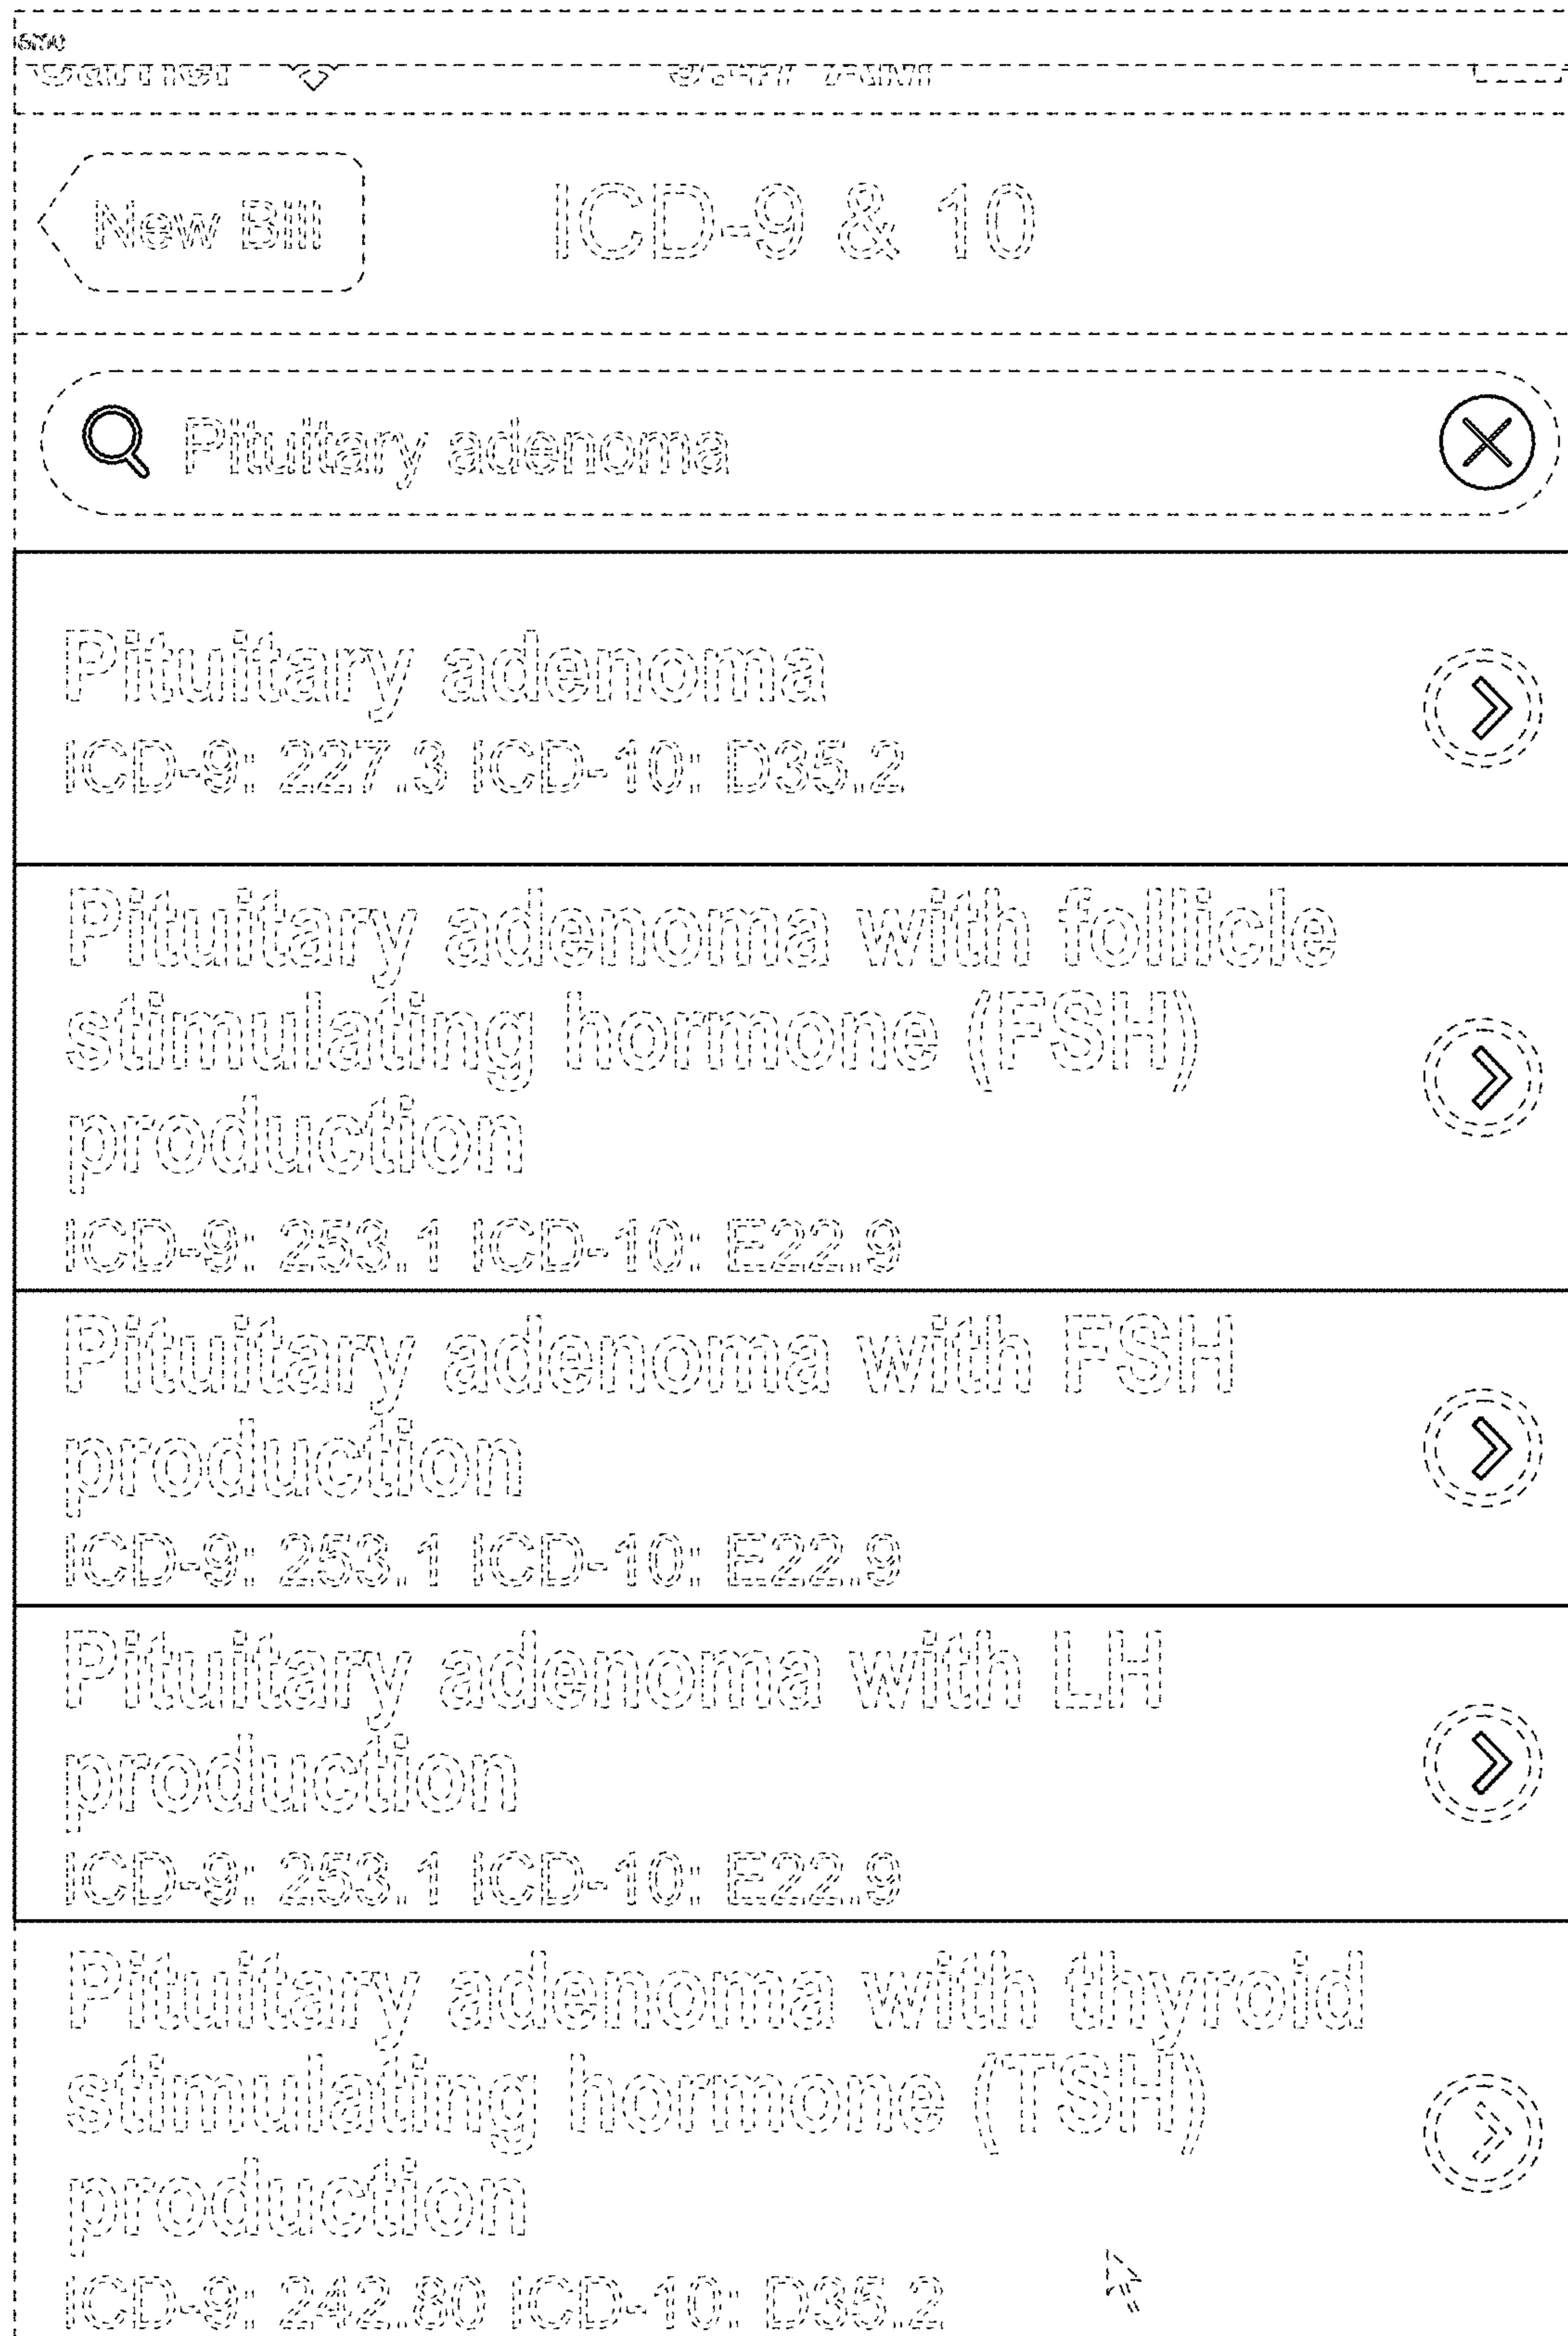 New Bill
ICD-9 & 10
Pituitary adenoma
Pituitary adenoma
ICD-9: 227.3 ICD-10: D35.2
Pituitary adenoma with follicle
stimulating hormone (FSH)
production
ICD-9: 253.1 ICD-10: E22.9
Pituitary adenoma with FSH
production
ICD-9: 253.1 ICD-10: E22.9
Pituitary adenoma with LH
production
ICD-9: 253.1 ICD-10: E22.9
Pituitary adenoma with thyroid
stimulating hormone (TSH)
production
ICD-9: 242.80 ICD-10: D35.2